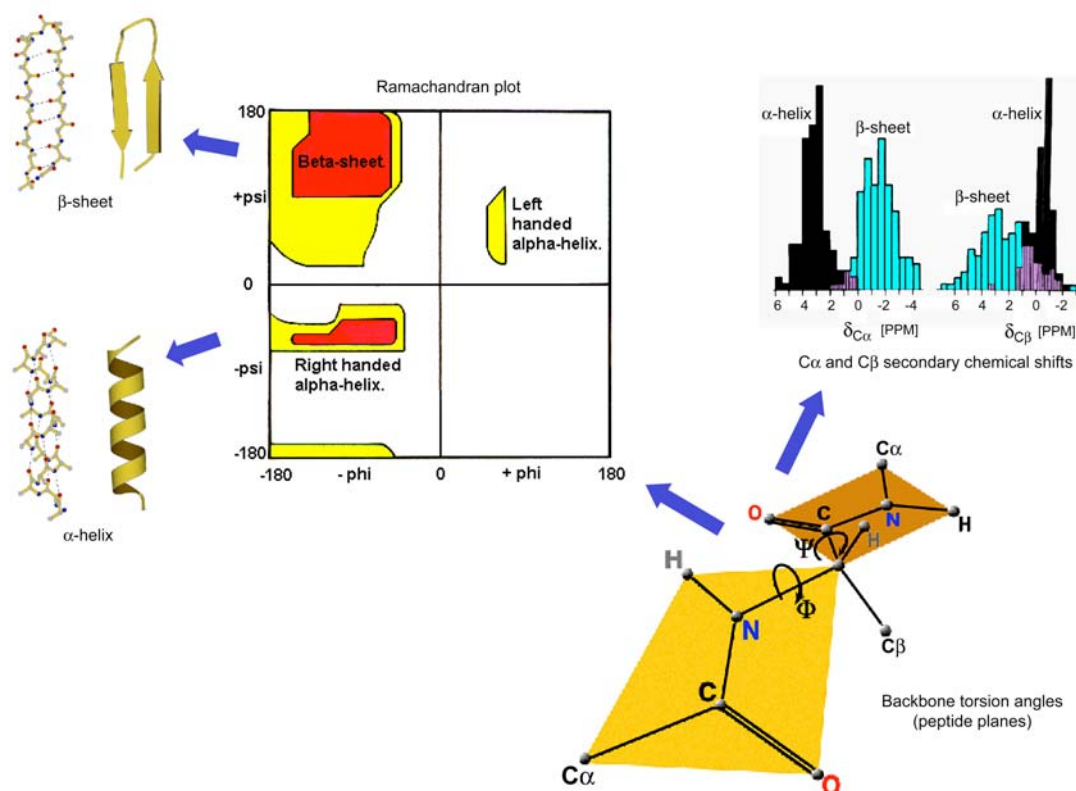 β-sheet
α-helix
Ramachandran plot
180
+psi
0
-psi
-180
-180
- phi
0
+ phi
180
Beta-sheet.
Left
handed
alpha-helix.
Right handed
alpha-helix.
α-helix
β-sheet
6 4 2 0 -2 -4
δCα [PPM]
α-helix
β-sheet
6 4 2 0 -2
δCβ [PPM]
Cα and Cβ secondary chemical shifts
Cα
O
C
N
H
H
Ψ
H
Φ
N
Cβ
C
Cα
O
Backbone torsion angles
(peptide planes)